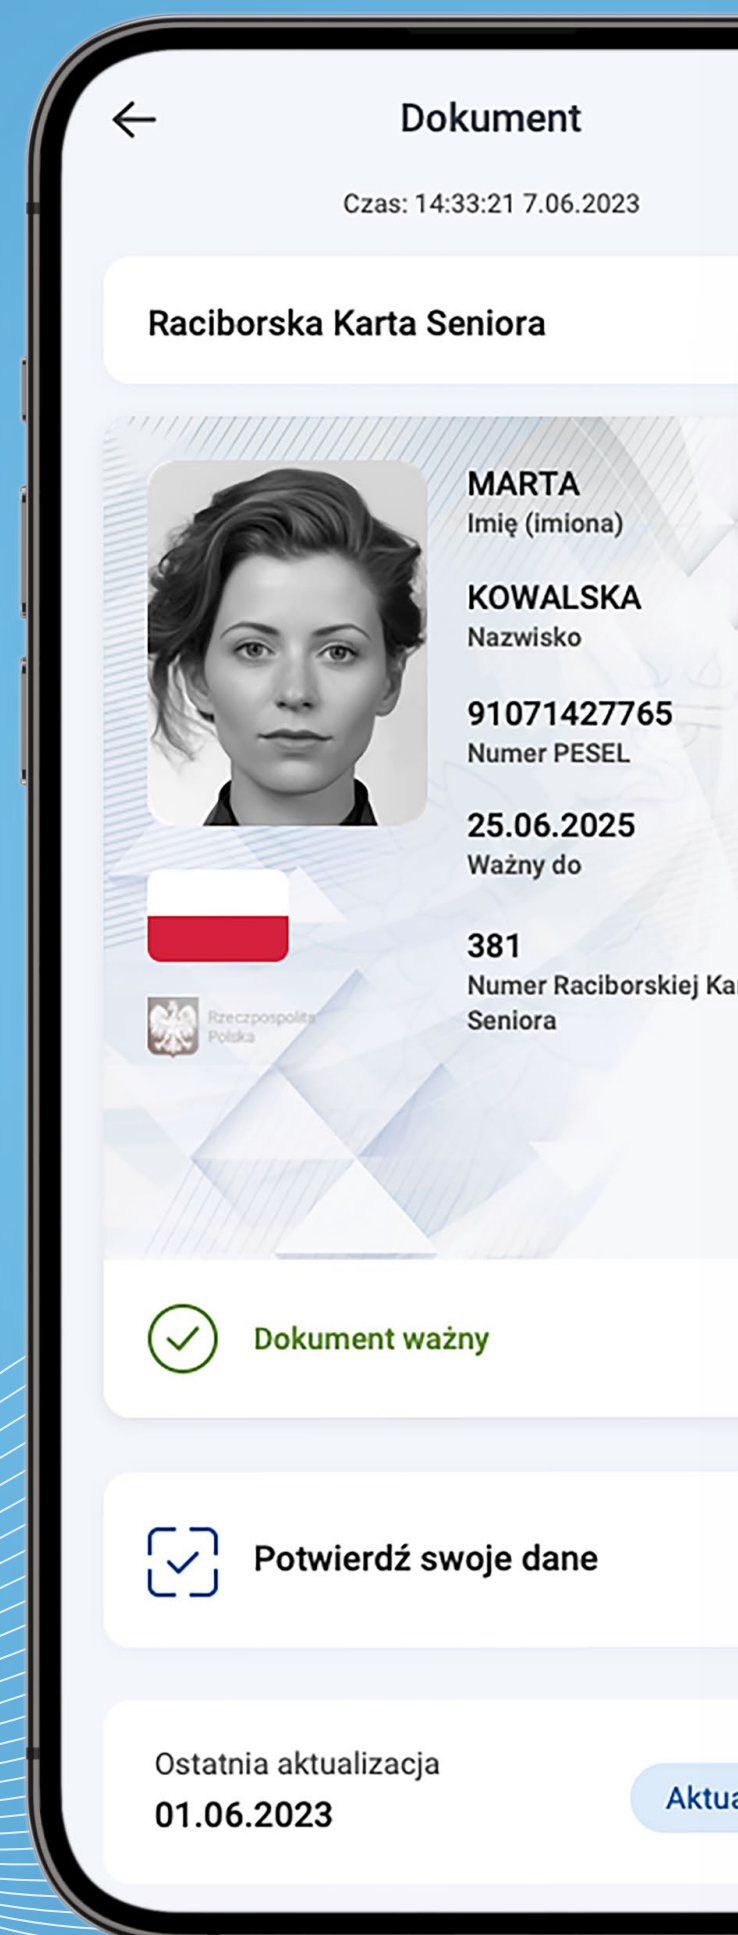 Dokument
Czas: 14:33:21 7.06.2023
Raciborska Karta Seniora
MARTA
Imię (imiona)
KOWALSKA
Nazwisko
91071427765
Numer PESEL
25.06.2025
Ważny do
381
Numer Raciborskiej Kar
Seniora
Rzeczpospolita
Polska
Dokument ważny
Potwierdź swoje dane
Ostatnia aktualizacja
01.06.2023
Aktua